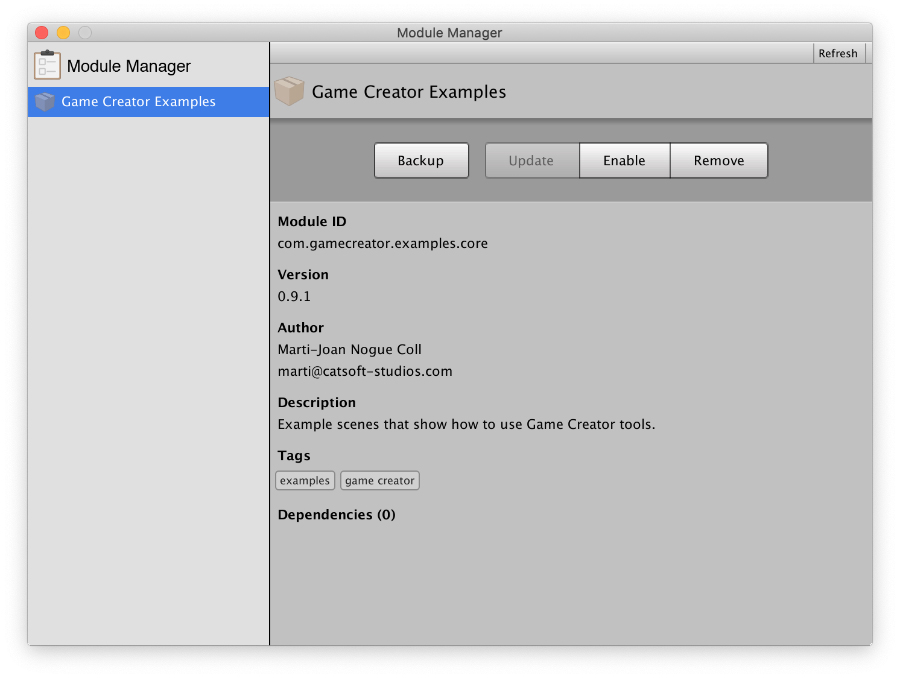 Module Manager
Module Manager
Refresh
Game Creator Examples
Game Creator Examples
Backup
Update
Enable
Remove
Module ID
com.gamecreator.examples.core
Version
0.9.1
Author
Marti-Joan Nogue Coll
marti@catsoft-studios.com
Description
Example scenes that show how to use Game Creator tools.
Tags
examples
game creator
Dependencies (0)